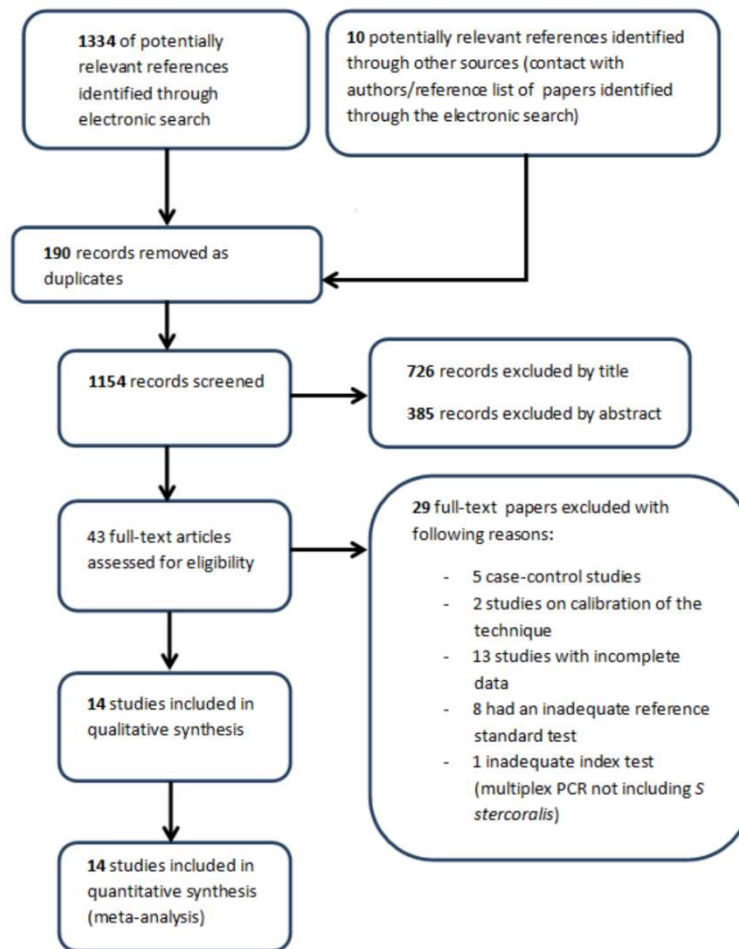 1334 of potentially
relevant references
identified through
electronic search
10 potentially relevant references identified
through other sources (contact with
authors/reference list of papers identified
through the electronic search)
190 records removed as
duplicates
1154 records screened
726 records excluded by title
385 records excluded by abstract
43 full-text articles
assessed for eligibility
29 full-text papers excluded with
following reasons:
- 5 case-control studies
- 2 studies on calibration of the
technique
- 13 studies with incomplete
data
- 8 had an inadequate reference
standard test
- 1 inadequate index test
(multiplex PCR not including S
stercoralis)
14 studies included in
qualitative synthesis
14 studies included in
quantitative synthesis
(meta-analysis)